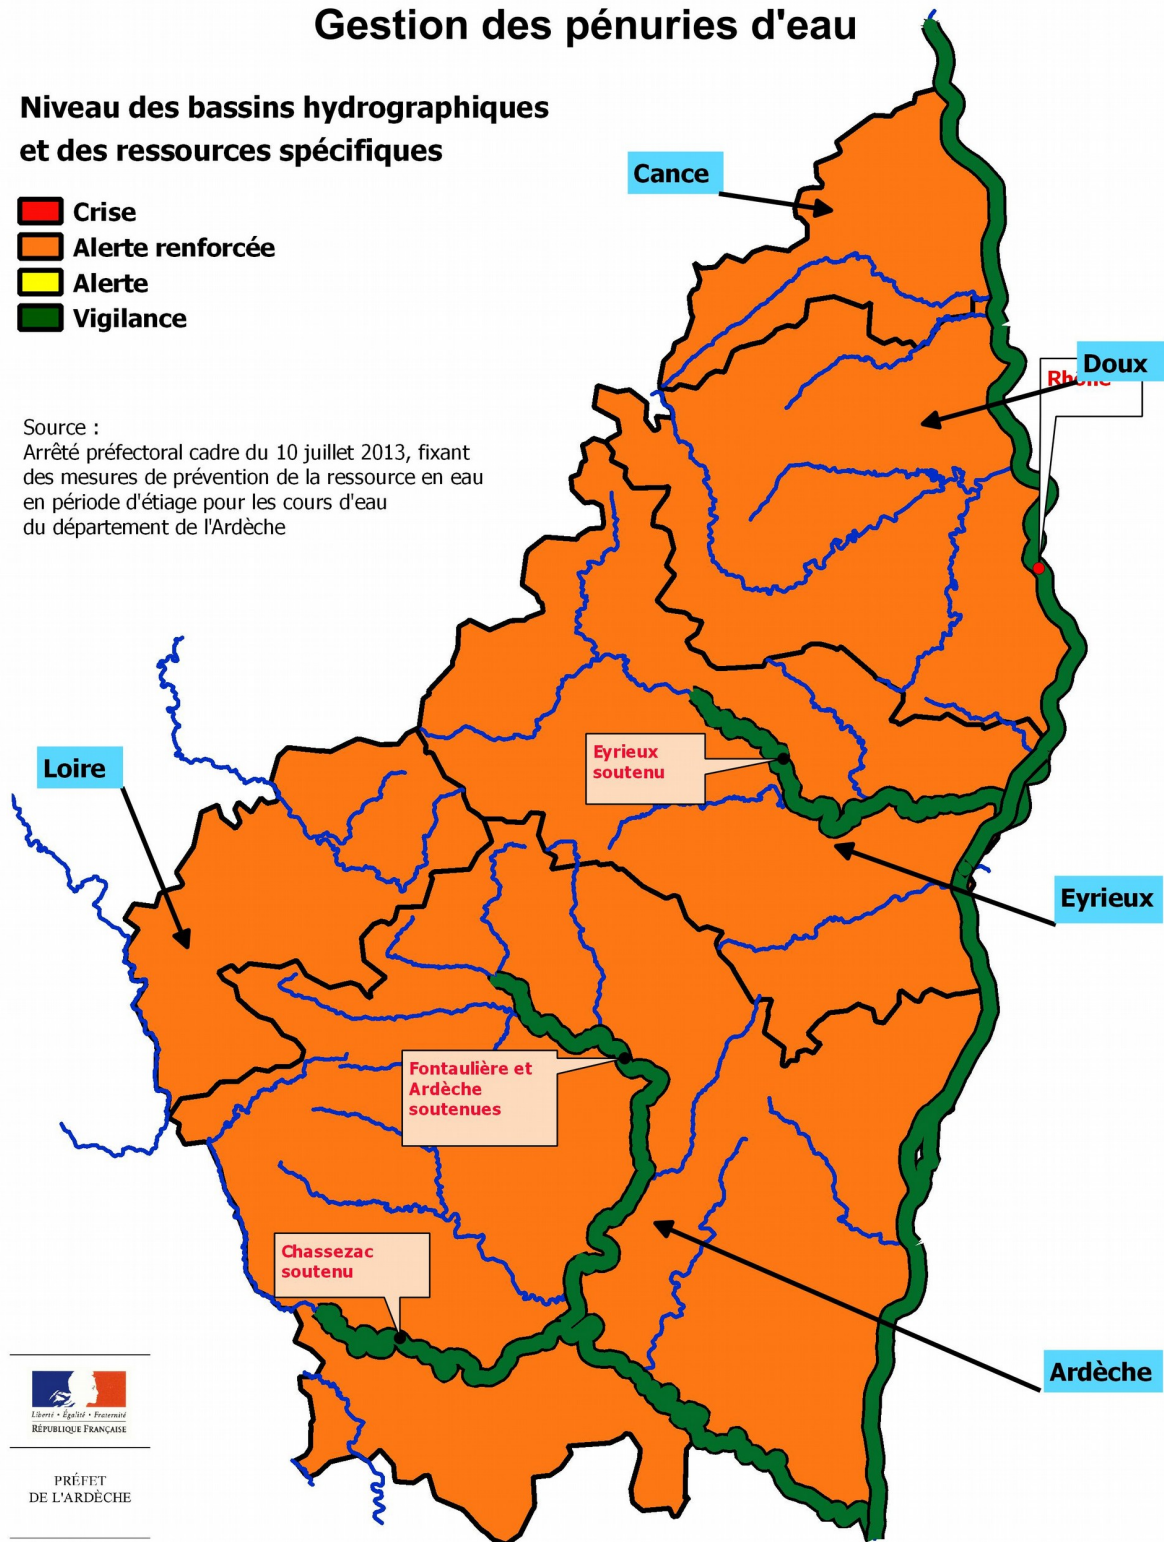 Gestion des pénuries d'eau
Niveau des bassins hydrographiques
et des ressources spécifiques
Crise
Alerte renforcée
Alerte
Vigilance
Source :
Arrêté préfectoral cadre du 10 juillet 2013, fixant
des mesures de prévention de la ressource en eau
en période d'étiage pour les cours d'eau
du département de l'Ardèche
Cance
Doux
Rhône
Eyrieux
soutenu
Loire
Eyrieux
Fontaulière et
Ardèche
soutenues
Chassezac
soutenu
Ardèche
Liberté • Égalité • Fraternité
RÉPUBLIQUE FRANÇAISE
PRÉFET
DE L'ARDÈCHE